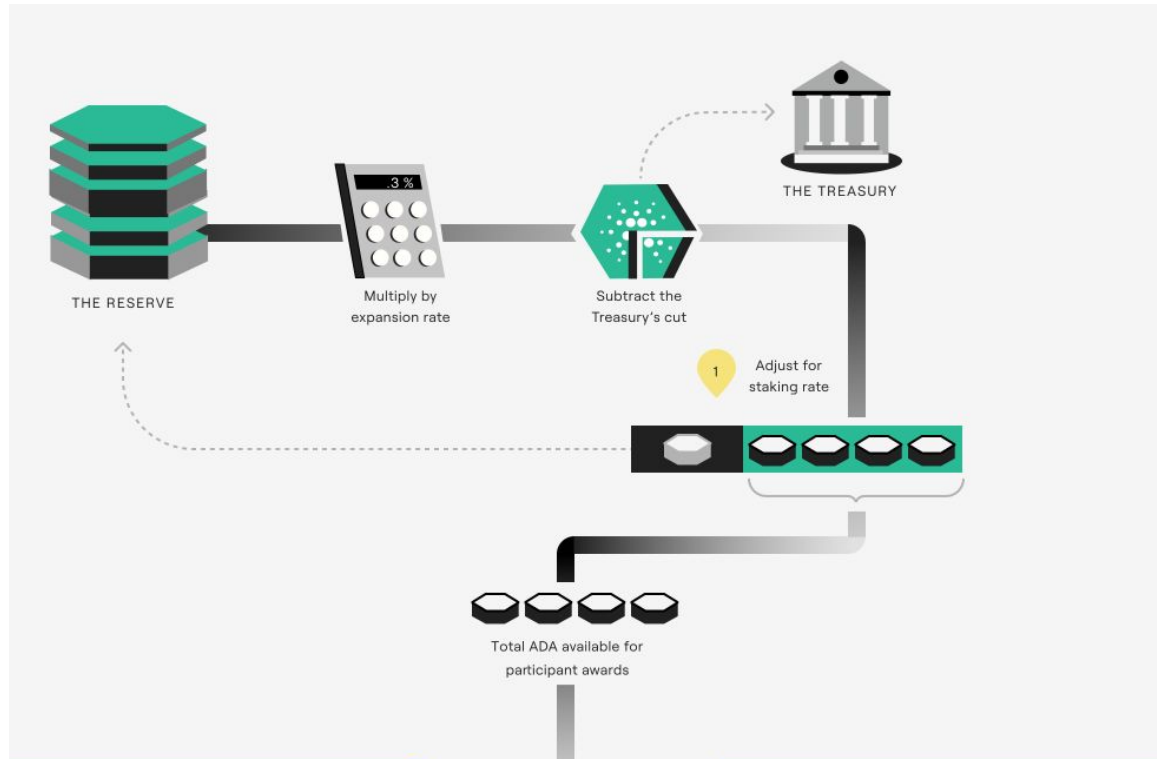 THE TREASURY
.3 %
THE RESERVE
Multiply by
expansion rate
Subtract the
Treasury's cut
1
Adjust for
staking rate
Total ADA available for
participant awards